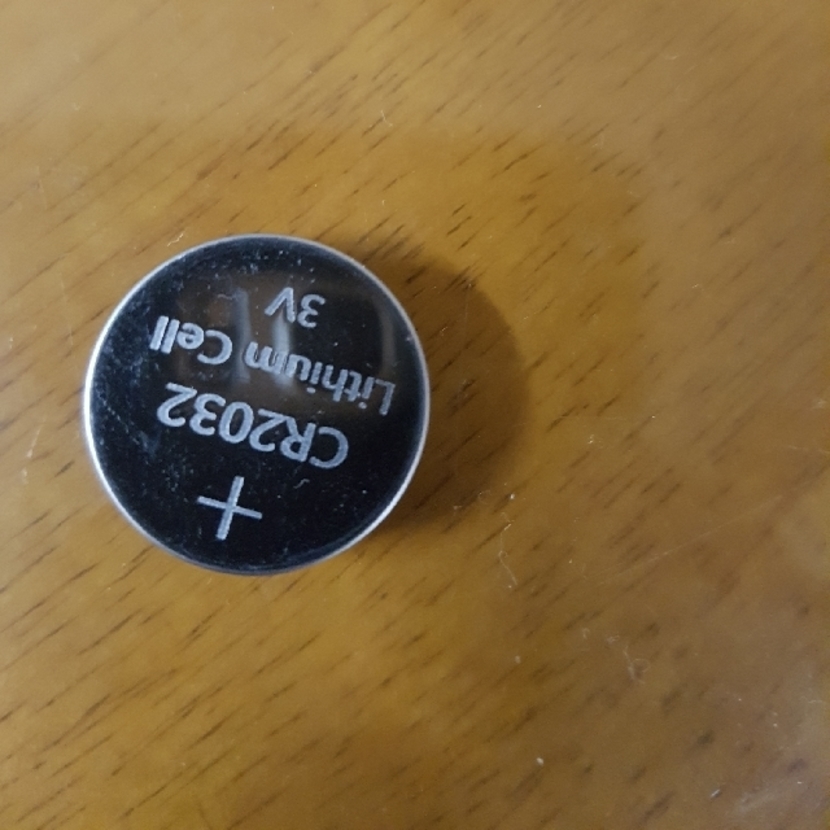 +
CR2032
Lithium Cell
3V